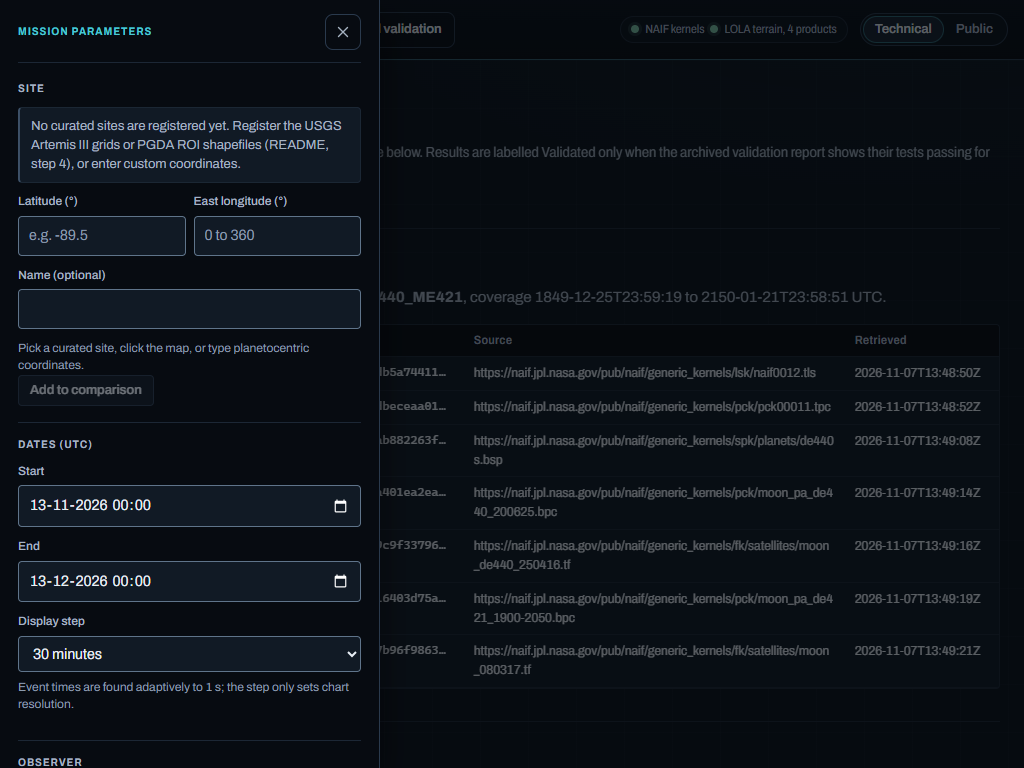 MISSION PARAMETERS
SITE
No curated sites are registered yet. Register the USGS
Artemis III grids or PGDA ROI shapefiles (README,
step 4), or enter custom coordinates.
Latitude (°) East longitude (°)
e.g. -89.5 0 to 360
Name (optional)
Pick a curated site, click the map, or type planetocentric
coordinates.
Add to comparison
DATES (UTC)
Start
13-11-2026 00:00
End
13-12-2026 00:00
Display step
30 minutes
Event times are found adaptively to 1 s; the step only sets chart
resolution.
OBSERVER
validation NAIF kernels LOLA terrain, 4 products Technical Public
below. Results are labelled Validated only when the archived validation report shows their tests passing for
440_ME421, coverage 1849-12-25T23:59:19 to 2150-01-21T23:58:51 UTC.
Source Retrieved
b5a74411… https://naif.jpl.nasa.gov/pub/naif/generic_kernels/lsk/naif0012.tls 2026-11-07T13:48:50Z
beceaa01… https://naif.jpl.nasa.gov/pub/naif/generic_kernels/pck/pck00011.tpc 2026-11-07T13:48:52Z
b882263f… https://naif.jpl.nasa.gov/pub/naif/generic_kernels/spk/planets/de440 2026-11-07T13:49:08Z
s.bsp
401ea2ea… https://naif.jpl.nasa.gov/pub/naif/generic_kernels/pck/moon_pa_de4 2026-11-07T13:49:14Z
40_200625.bpc
c9f33796… https://naif.jpl.nasa.gov/pub/naif/generic_kernels/fk/satellites/moon 2026-11-07T13:49:16Z
_de440_250416.tf
6403d75a… https://naif.jpl.nasa.gov/pub/naif/generic_kernels/pck/moon_pa_de4 2026-11-07T13:49:19Z
21_1900-2050.bpc
b96f9863… https://naif.jpl.nasa.gov/pub/naif/generic_kernels/fk/satellites/moon 2026-11-07T13:49:21Z
_080317.tf